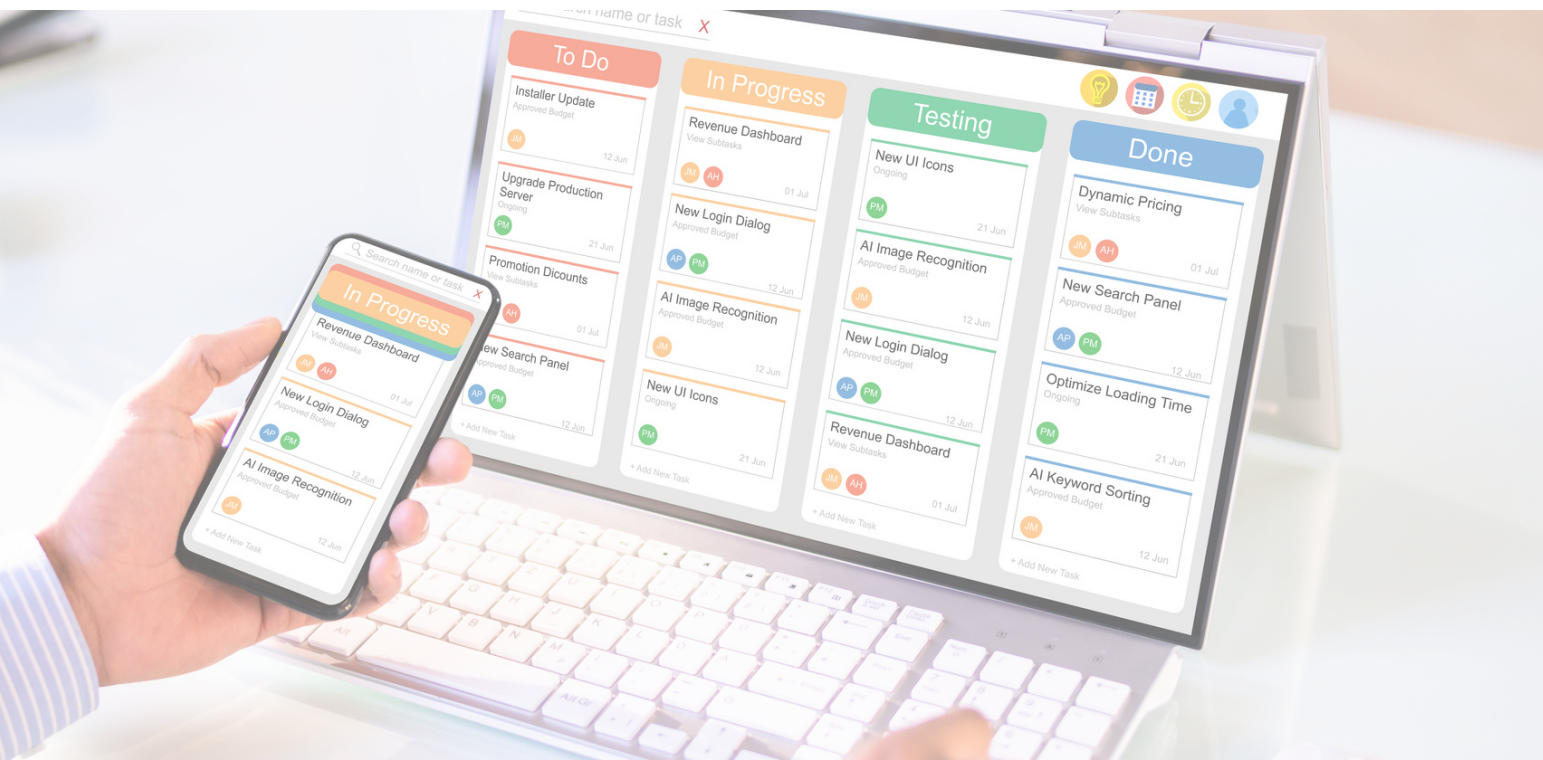 Search name or task X
In Progress
Revenue Dashboard
View Subtasks
JM AH
01 Jul
New Login Dialog
Approved Budget
AP PM
12 Jun
AI Image Recognition
Approved Budget
JM
12 Jun
+ Add New Task
name or task X
To Do
Installer Update
Approved Budget
JM
12 Jun
Upgrade Production
Server
Ongoing
PM
21 Jun
Promotion Dicounts
View Subtasks
AH
01 Jul
New Search Panel
Approved Budget
AP PM
12 Jun
+ Add New Task
In Progress
Revenue Dashboard
View Subtasks
JM AH
01 Jul
New Login Dialog
Approved Budget
AP PM
12 Jun
AI Image Recognition
Approved Budget
JM
12 Jun
New UI Icons
Ongoing
PM
21 Jun
+ Add New Task
Testing
New UI Icons
Ongoing
PM
21 Jun
AI Image Recognition
Approved Budget
JM
12 Jun
New Login Dialog
Approved Budget
AP PM
12 Jun
Revenue Dashboard
View Subtasks
JM AH
01 Jul
+ Add New Task
Done
Dynamic Pricing
View Subtasks
JM AH
01 Jul
New Search Panel
Approved Budget
AP PM
12 Jun
Optimize Loading Time
Ongoing
PM
21 Jun
AI Keyword Sorting
Approved Budget
JM
12 Jun
+ Add New Task
Alt
Alt Gr